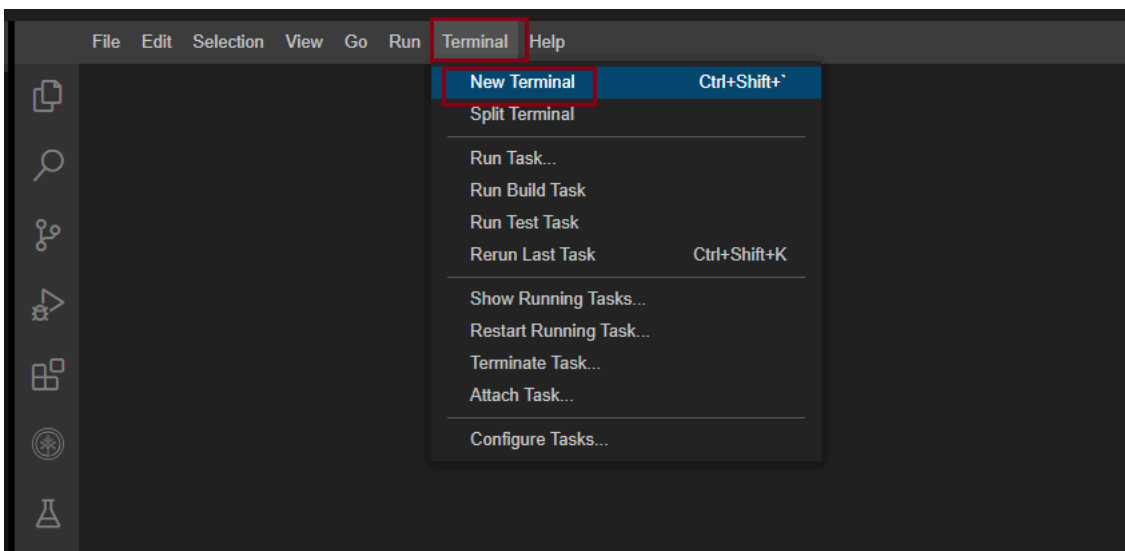 File Edit Selection View Go Run Terminal Help
New Terminal Ctrl+Shift+`
Split Terminal
Run Task...
Run Build Task
Run Test Task
Rerun Last Task Ctrl+Shift+K
Show Running Tasks...
Restart Running Task...
Terminate Task...
Attach Task...
Configure Tasks...